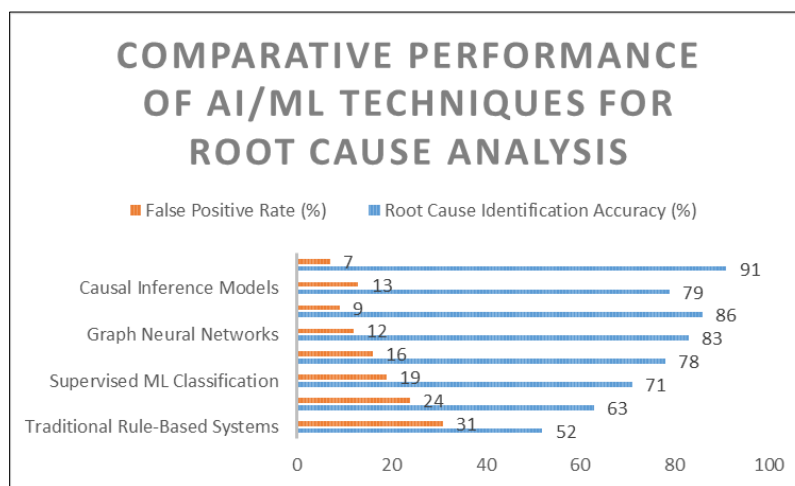 COMPARATIVE PERFORMANCE
OF AI/ML TECHNIQUES FOR
ROOT CAUSE ANALYSIS
False Positive Rate (%) Root Cause Identification Accuracy (%)
7
91
Causal Inference Models 13
79
9
86
Graph Neural Networks 12
83
16
78
Supervised ML Classification 19
71
24
63
Traditional Rule-Based Systems 31
52
0 20 40 60 80 100